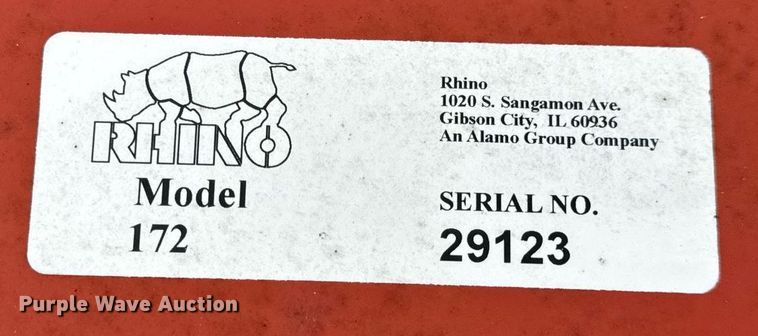 RHINO
Model
172
Rhino
1020 S. Sangamon Ave.
Gibson City, IL 60936
An Alamo Group Company
SERIAL NO.
29123
Purple Wave Auction